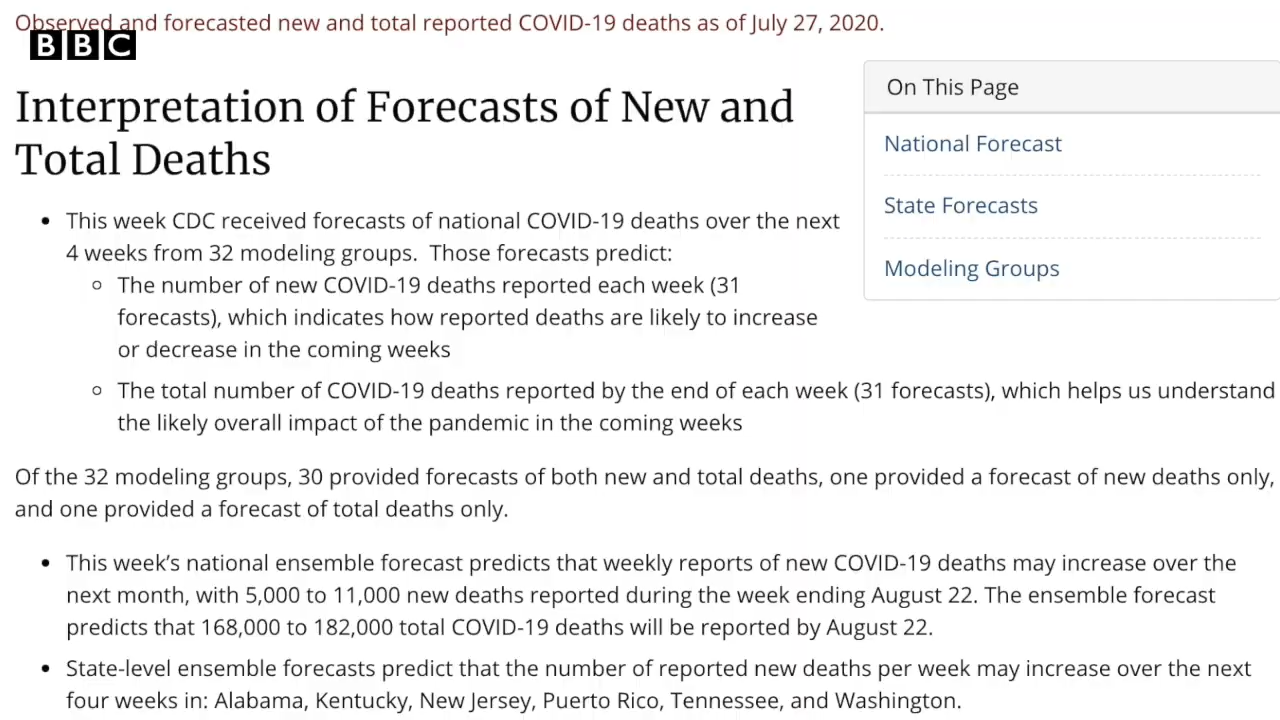 Observed and forecasted new and total reported COVID-19 deaths as of July 27, 2020.
BBC
Interpretation of Forecasts of New and
Total Deaths
On This Page
National Forecast
State Forecasts
Modeling Groups
• This week CDC received forecasts of national COVID-19 deaths over the next
4 weeks from 32 modeling groups.  Those forecasts predict:
○ The number of new COVID-19 deaths reported each week (31
forecasts), which indicates how reported deaths are likely to increase
or decrease in the coming weeks
○ The total number of COVID-19 deaths reported by the end of each week (31 forecasts), which helps us understand
the likely overall impact of the pandemic in the coming weeks
Of the 32 modeling groups, 30 provided forecasts of both new and total deaths, one provided a forecast of new deaths only,
and one provided a forecast of total deaths only.
• This week’s national ensemble forecast predicts that weekly reports of new COVID-19 deaths may increase over the
next month, with 5,000 to 11,000 new deaths reported during the week ending August 22. The ensemble forecast
predicts that 168,000 to 182,000 total COVID-19 deaths will be reported by August 22.
• State-level ensemble forecasts predict that the number of reported new deaths per week may increase over the next
four weeks in: Alabama, Kentucky, New Jersey, Puerto Rico, Tennessee, and Washington.